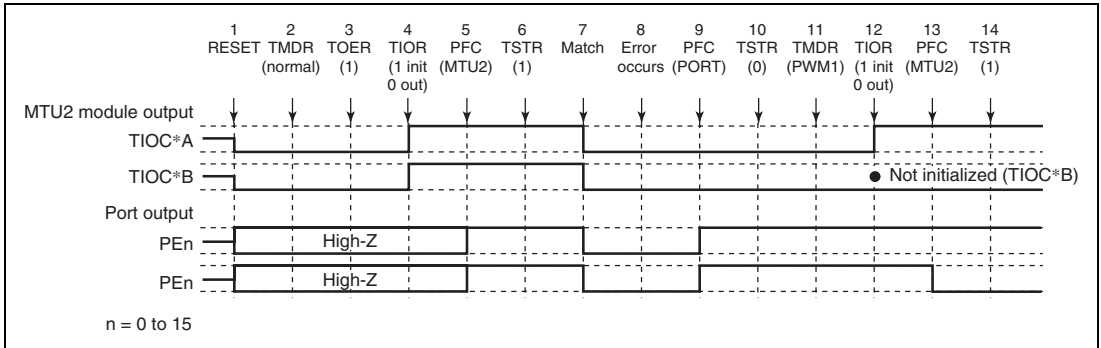 1 2 3 4 5 6 7 8 9 10 11 12 13 14
RESET TMDR TOER TIOR PFC TSTR Match Error PFC TSTR TMDR TIOR PFC TSTR
(normal) (1) (1 init (MTU2) (1) occurs (PORT) (0) (PWM1) (1 init (MTU2) (1)
0 out) 0 out)
MTU2 module output
TIOC*A
TIOC*B ● Not initialized (TIOC*B)
Port output
PEn High-Z
PEn High-Z
n = 0 to 15